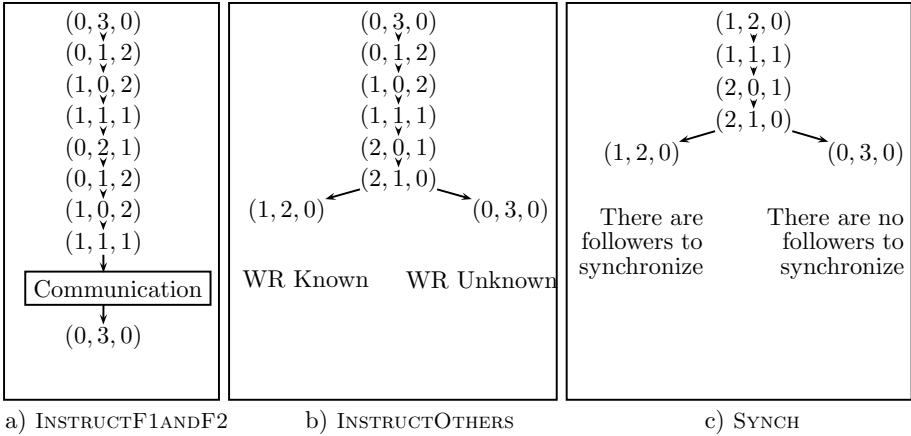 (0, 3, 0)
(0, 1, 2)
(1, 0, 2)
(1, 1, 1)
(0, 2, 1)
(0, 1, 2)
(1, 0, 2)
(1, 1, 1)
Communication
(0, 3, 0)
a) INSTRUCTF1ANDF2
(0, 3, 0)
(0, 1, 2)
(1, 0, 2)
(1, 1, 1)
(2, 0, 1)
(2, 1, 0)
(1, 2, 0) (0, 3, 0)
WR Known WR Unknown
b) INSTRUCTOTHERS
(1, 2, 0)
(1, 1, 1)
(2, 0, 1)
(2, 1, 0)
(1, 2, 0) (0, 3, 0)
There are
followers to
synchronize
There are no
followers to
synchronize
c) SYNCH